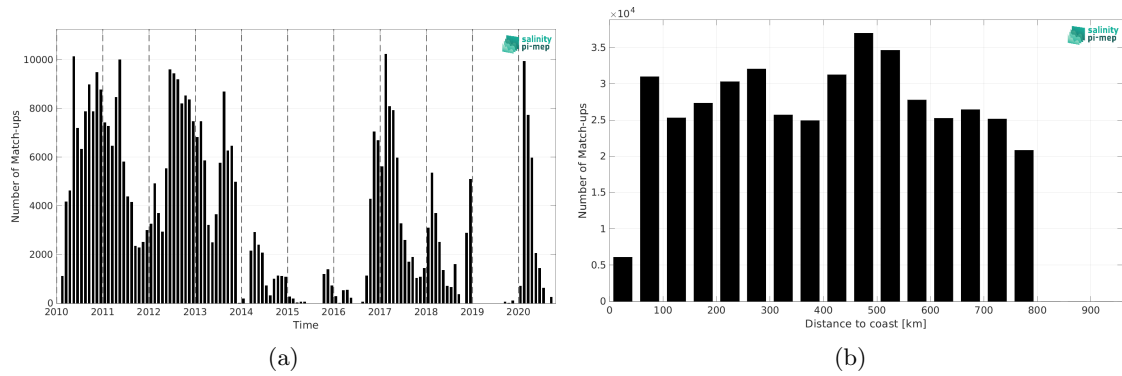 salinity
pi-mep
10000
8000
6000
4000
2000
0
Number of Match-ups
2010 2011 2012 2013 2014 2015 2016 2017 2018 2019 2020
Time
(a)
×10⁴
salinity
pi-mep
3.5
3
2.5
2
1.5
1
0.5
0
Number of Match-ups
0 100 200 300 400 500 600 700 800 900
Distance to coast [km]
(b)